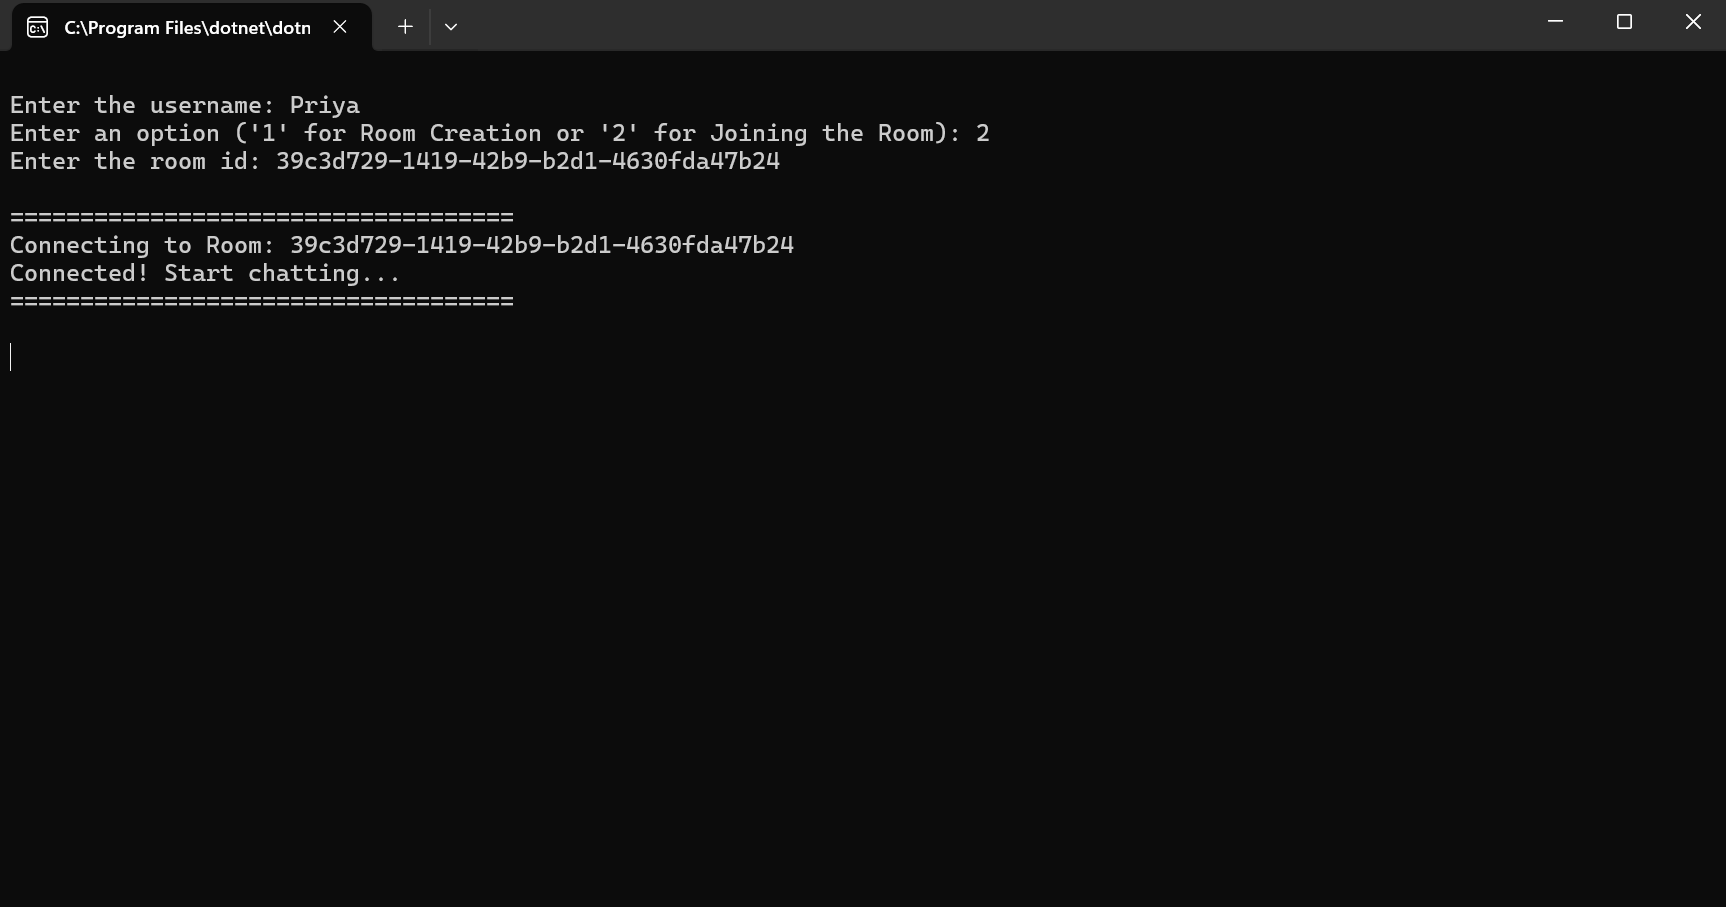 C:\Program Files\dotnet\dotn
Enter the username: Priya
Enter an option ('1' for Room Creation or '2' for Joining the Room): 2
Enter the room id: 39c3d729-1419-42b9-b2d1-4630fda47b24
====================================
Connecting to Room: 39c3d729-1419-42b9-b2d1-4630fda47b24
Connected! Start chatting...
====================================